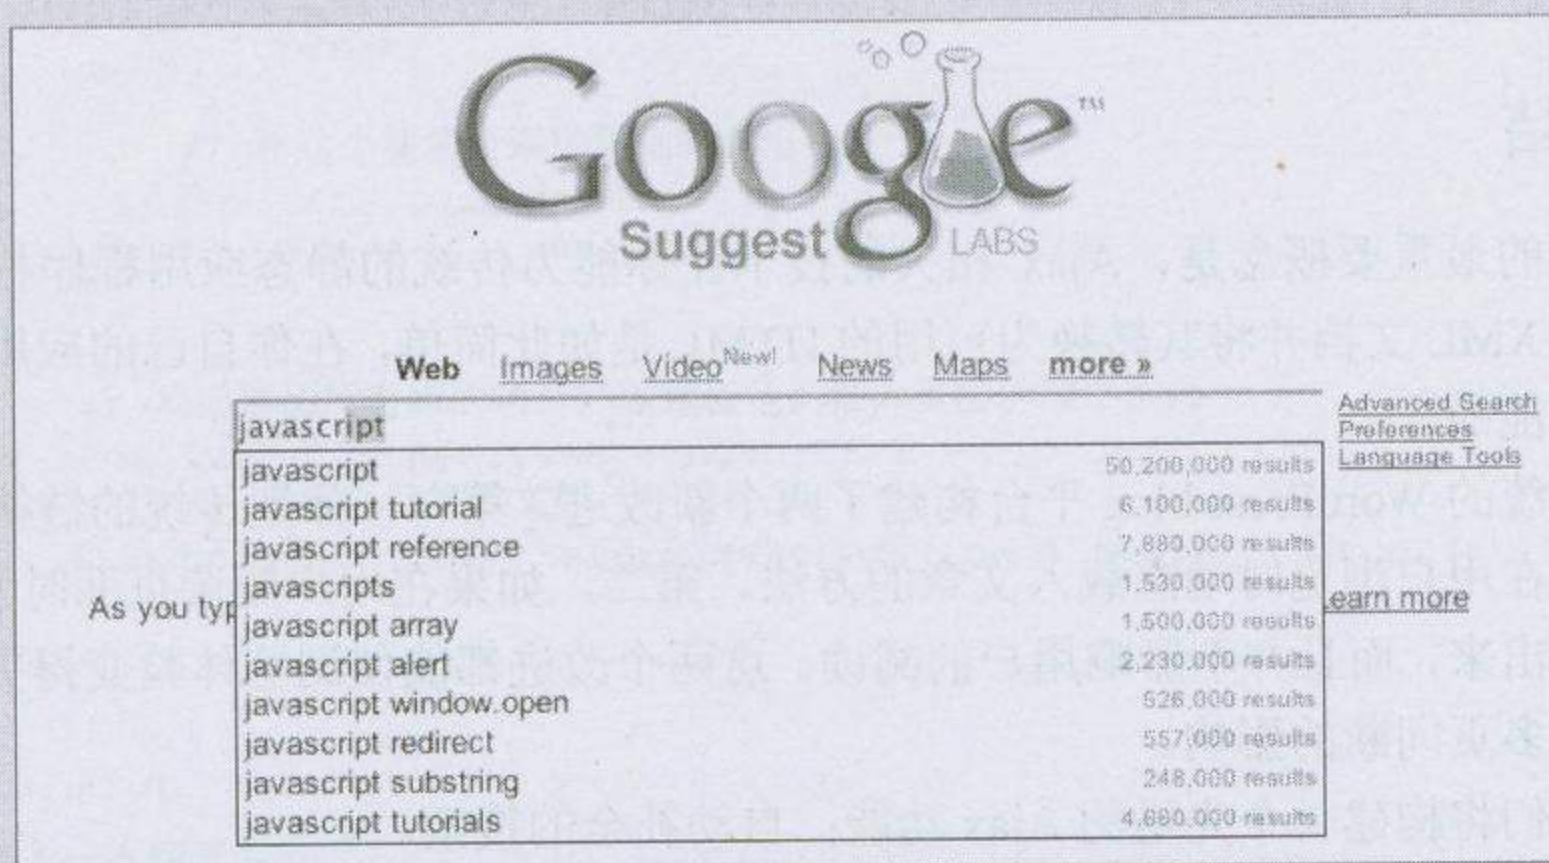 Google™
Suggest LABS
Web Images Video New! News Maps more »
javascript
Advanced Search
Preferences
Language Tools
javascript 50,200,000 results
javascript tutorial 6,100,000 results
javascript reference 7,880,000 results
javascripts 1,530,000 results
javascript array 1,500,000 results
javascript alert 2,230,000 results
javascript window.open 526,000 results
javascript redirect 557,000 results
javascript substring 248,000 results
javascript tutorials 4,880,000 results
As you typ earn more